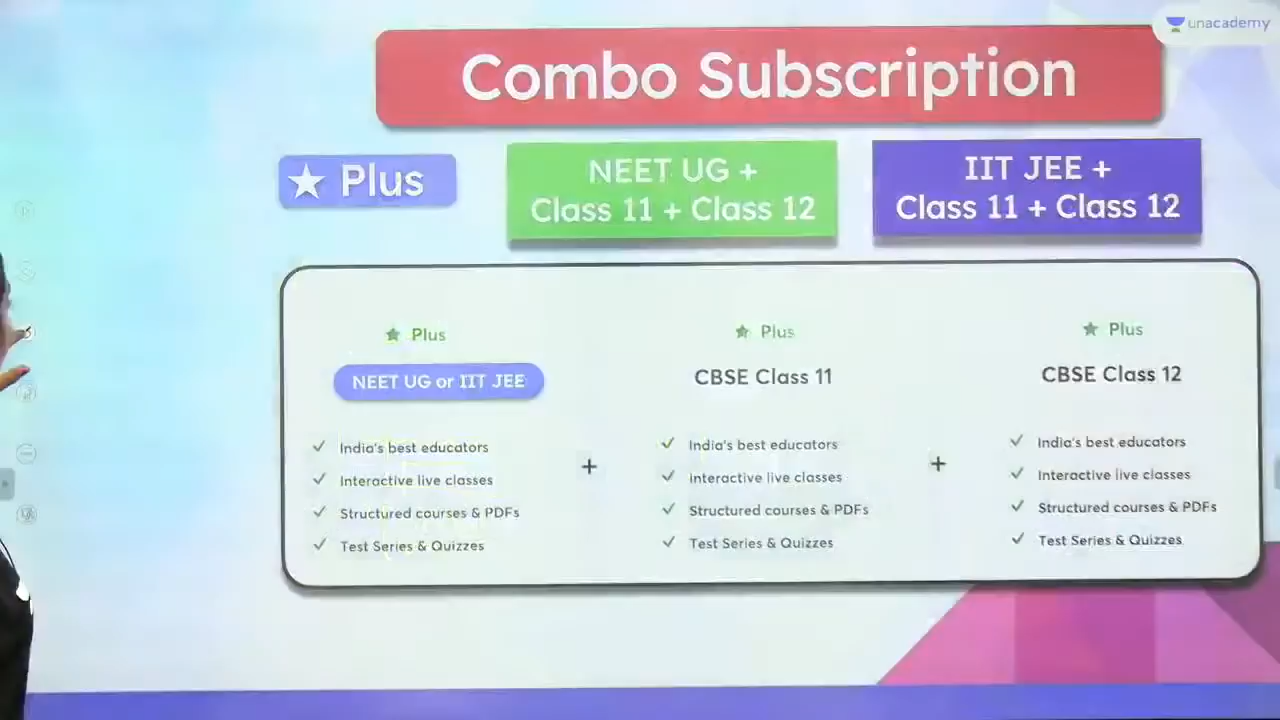 unacademy
Combo Subscription
Plus
NEET UG +
Class 11 + Class 12
IIT JEE +
Class 11 + Class 12
Plus
NEET UG or IIT JEE
India's best educators
Interactive live classes
Structured courses & PDFs
Test Series & Quizzes
+
Plus
CBSE Class 11
India's best educators
Interactive live classes
Structured courses & PDFs
Test Series & Quizzes
+
Plus
CBSE Class 12
India's best educators
Interactive live classes
Structured courses & PDFs
Test Series & Quizzes